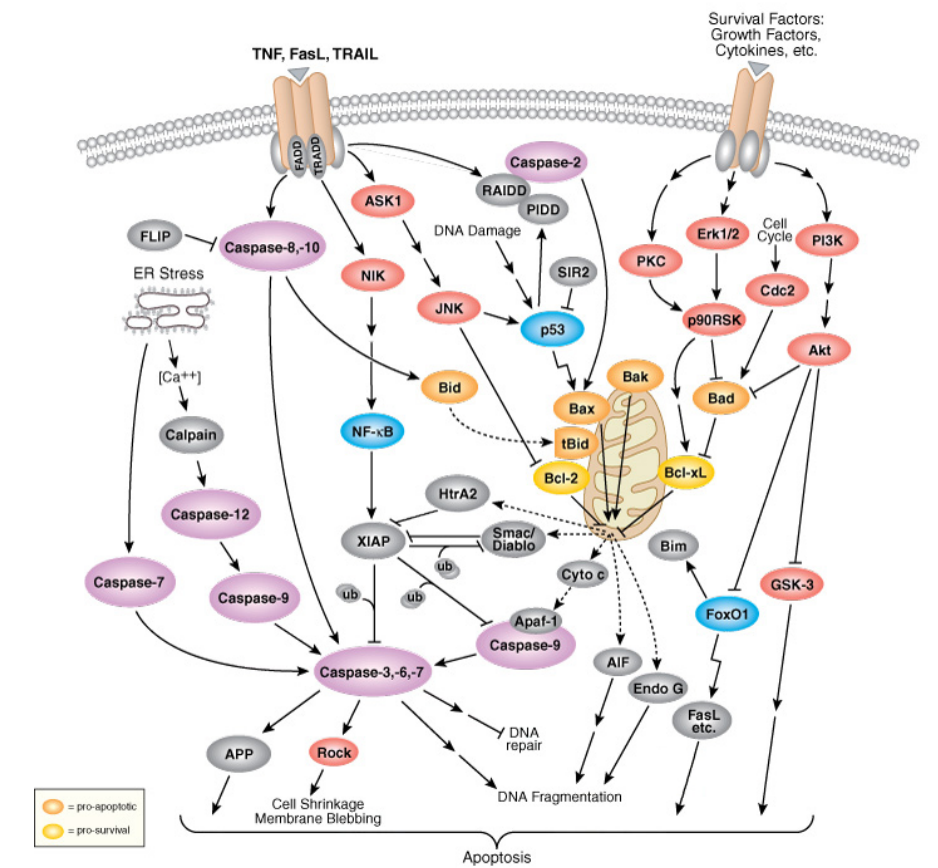 Survival Factors:
Growth Factors,
Cytokines, etc.
TNF, FasL, TRAIL
FADD
TRADD
Caspase-2
RAIDD
PIDD
ASK1
DNA Damage
FLIP
Caspase-8,-10
ER Stress
NIK
SIR2
JNK
p53
PKC
Erk1/2
Cell
Cycle
PI3K
Cdc2
p90RSK
Akt
[Ca++]
Bid
Bak
Bax
Bad
Calpain
NF-κB
tBid
Bcl-2
Bcl-xL
HtrA2
Caspase-12
XIAP
Smac/
Diablo
Bim
ub
Cyto c
Caspase-7
GSK-3
Caspase-9
ub
ub
Apaf-1
FoxO1
Caspase-9
Caspase-3,-6,-7
AIF
Endo G
FasL
etc.
DNA
repair
APP
Rock
DNA Fragmentation
Cell Shrinkage
Membrane Blebbing
= pro-apoptotic
= pro-survival
Apoptosis